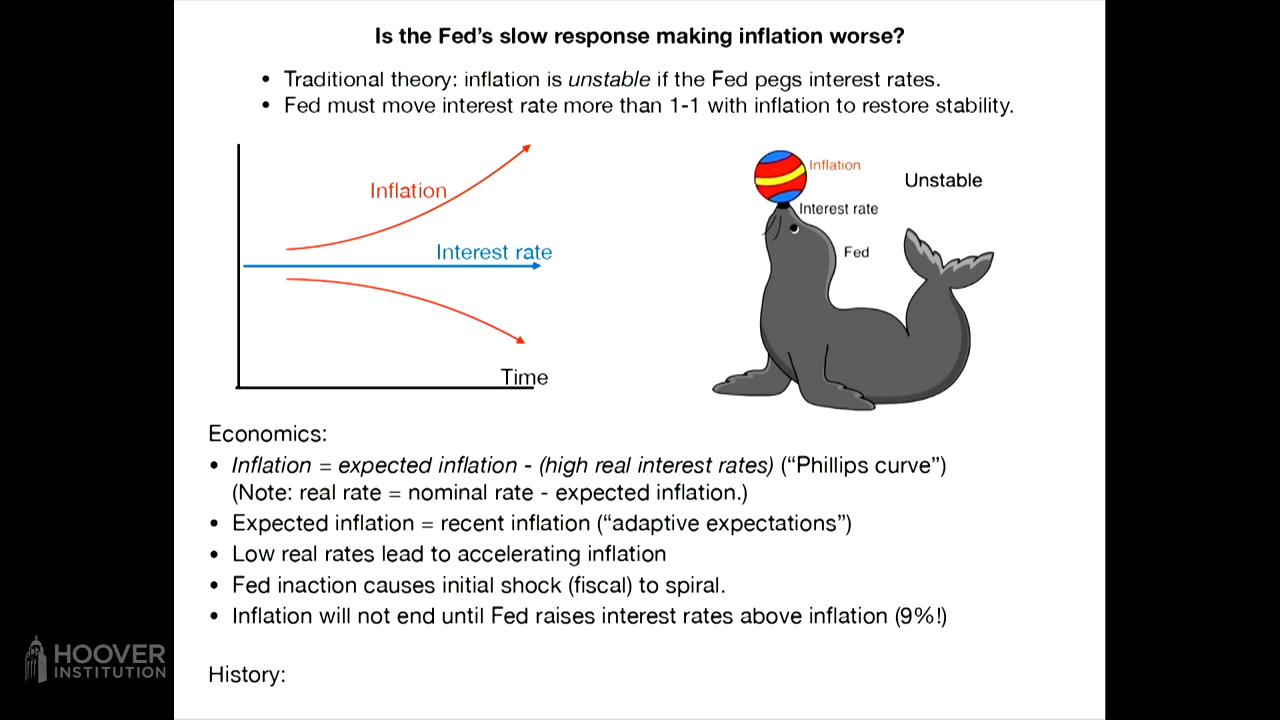 Is the Fed's slow response making inflation worse?
• Traditional theory: inflation is unstable if the Fed pegs interest rates.
• Fed must move interest rate more than 1-1 with inflation to restore stability.
Inflation
Interest rate
Time
Inflation
Interest rate
Fed
Unstable
Economics:
• Inflation = expected inflation - (high real interest rates) (“Phillips curve”)
(Note: real rate = nominal rate - expected inflation.)
• Expected inflation = recent inflation (“adaptive expectations”)
• Low real rates lead to accelerating inflation
• Fed inaction causes initial shock (fiscal) to spiral.
• Inflation will not end until Fed raises interest rates above inflation (9%!)
History:
HOOVER
INSTITUTION